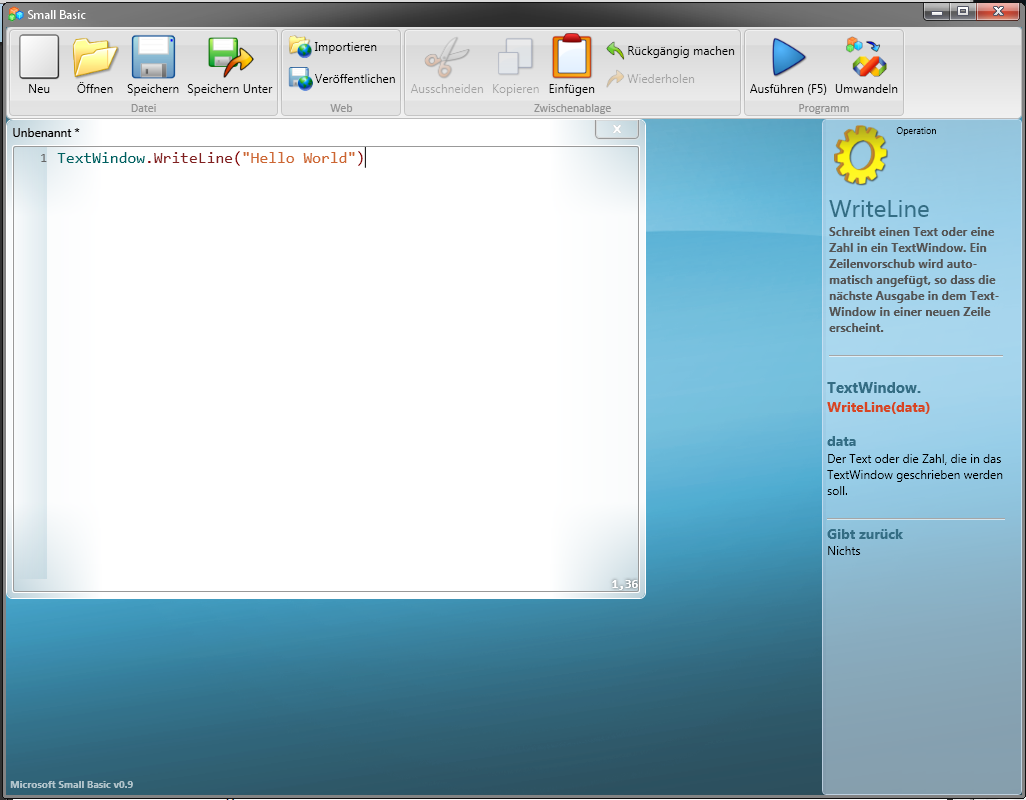 Small Basic
Neu
Öffnen
Speichern
Speichern Unter
Datei
Importieren
Veröffentlichen
Web
Ausschneiden
Kopieren
Einfügen
Rückgängig machen
Wiederholen
Zwischenablage
Ausführen (F5)
Umwandeln
Programm
Unbenannt *
X
1 TextWindow.WriteLine("Hello World")
1,36
Operation
WriteLine
Schreibt einen Text oder eine
Zahl in ein TextWindow. Ein
Zeilenvorschub wird auto-
matisch angefügt, so dass die
nächste Ausgabe in dem Text-
Window in einer neuen Zeile
erscheint.
TextWindow.
WriteLine(data)
data
Der Text oder die Zahl, die in das
TextWindow geschrieben werden
soll.
Gibt zurück
Nichts
Microsoft Small Basic v0.9